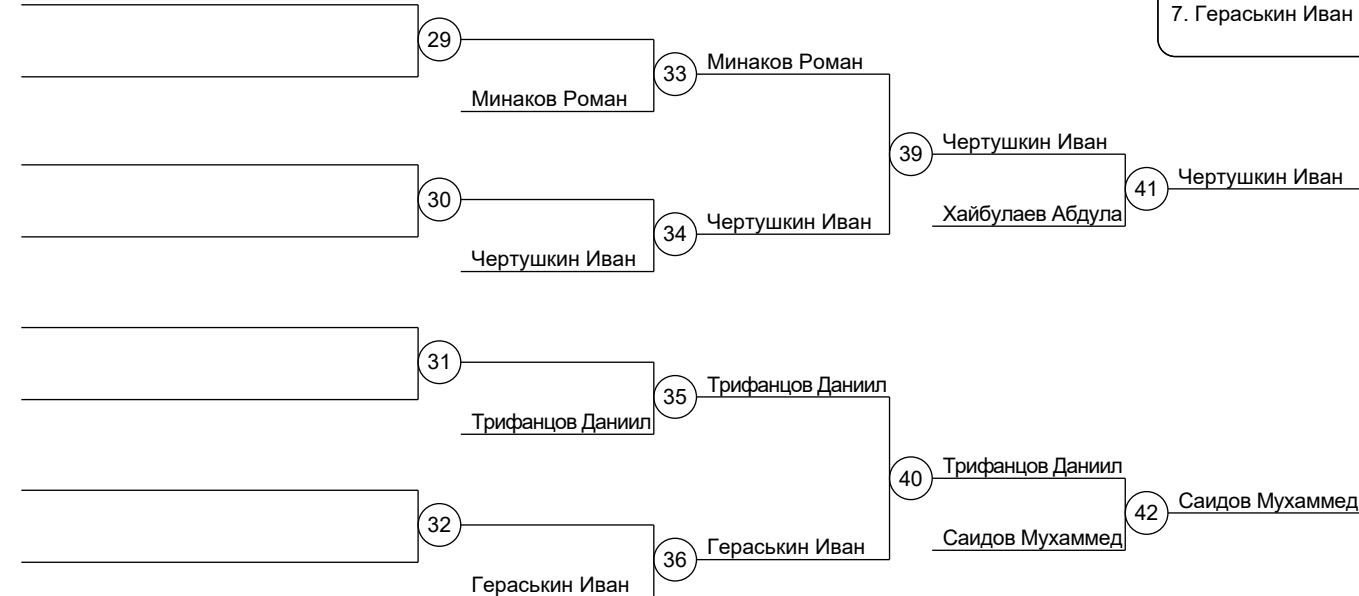 7. Гераськин Иван
29
Минаков Роман
33
Минаков Роман
39
Чертушкин Иван
30
Чертушкин Иван
34
Чертушкин Иван
Хайбулаев Абдула
41
Чертушкин Иван
31
Трифанцов Даниил
35
Трифанцов Даниил
40
Трифанцов Даниил
32
Гераськин Иван
36
Гераськин Иван
Саидов Мухаммед
42
Саидов Мухаммед